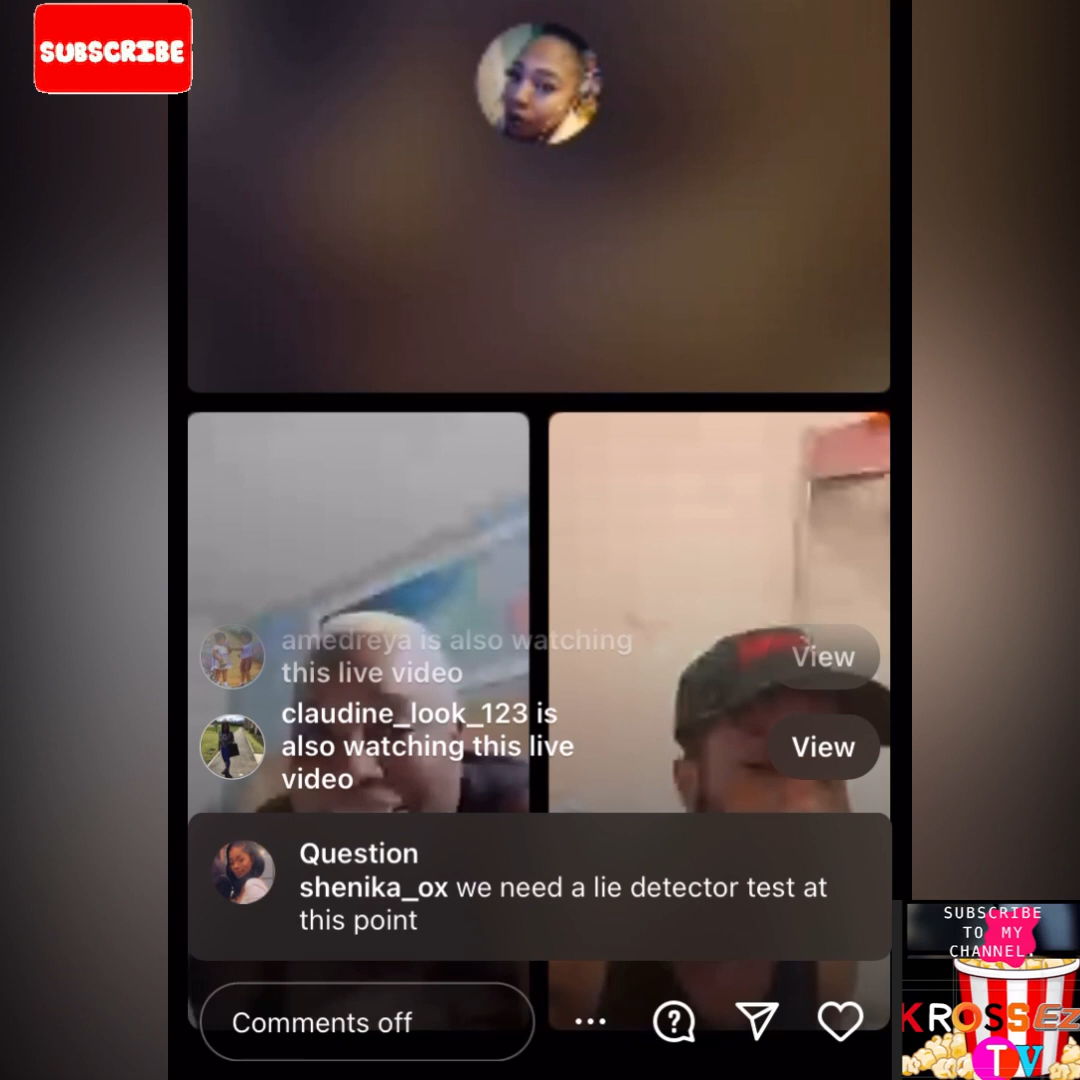 SUBSCRIBE
amedreya is also watching
this live video
View
claudine_look_123 is
also watching this live
video
View
Question
shenika_ox we need a lie detector test at
this point
Comments off
SUBSCRIBE
TO MY
CHANNEL.
KROSSEz
TV